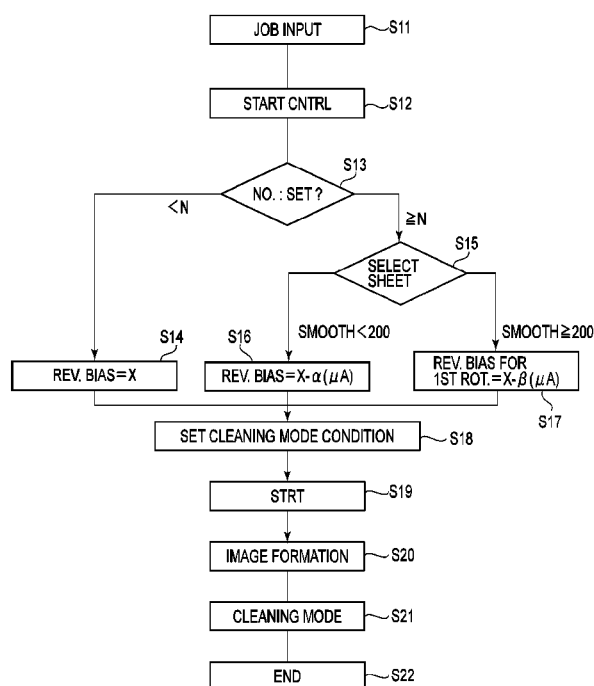 JOB INPUT S11
START CNTRL S12
S13
NO. : SET ?
<N
≧N
S15
SELECT
SHEET
SMOOTH<200
SMOOTH≧200
S14
REV. BIAS=X
S16
REV. BIAS=X-α(μA)
REV. BIAS FOR
1ST ROT.=X-β(μA)
S17
SET CLEANING MODE CONDITION S18
STRT S19
IMAGE FORMATION S20
CLEANING MODE S21
END S22